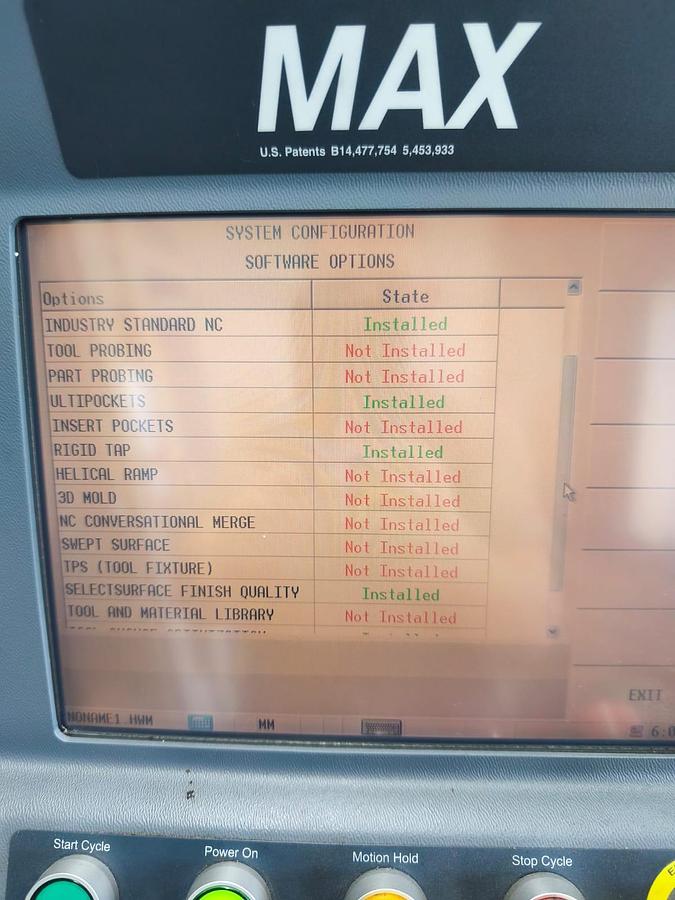 MAX
U.S. Patents B14,477,754 5,453,933
SYSTEM CONFIGURATION
SOFTWARE OPTIONS
Options State
INDUSTRY STANDARD NC Installed
TOOL PROBING Not Installed
PART PROBING Not Installed
ULTIPOCKETS Installed
INSERT POCKETS Not Installed
RIGID TAP Installed
HELICAL RAMP Not Installed
3D MOLD Not Installed
NC CONVERSATIONAL MERGE Not Installed
SWEPT SURFACE Not Installed
TPS (TOOL FIXTURE) Not Installed
SELECTSURFACE FINISH QUALITY Installed
TOOL AND MATERIAL LIBRARY Not Installed
EXIT
NONAME1.HWM MM
Start Cycle Power On Motion Hold Stop Cycle